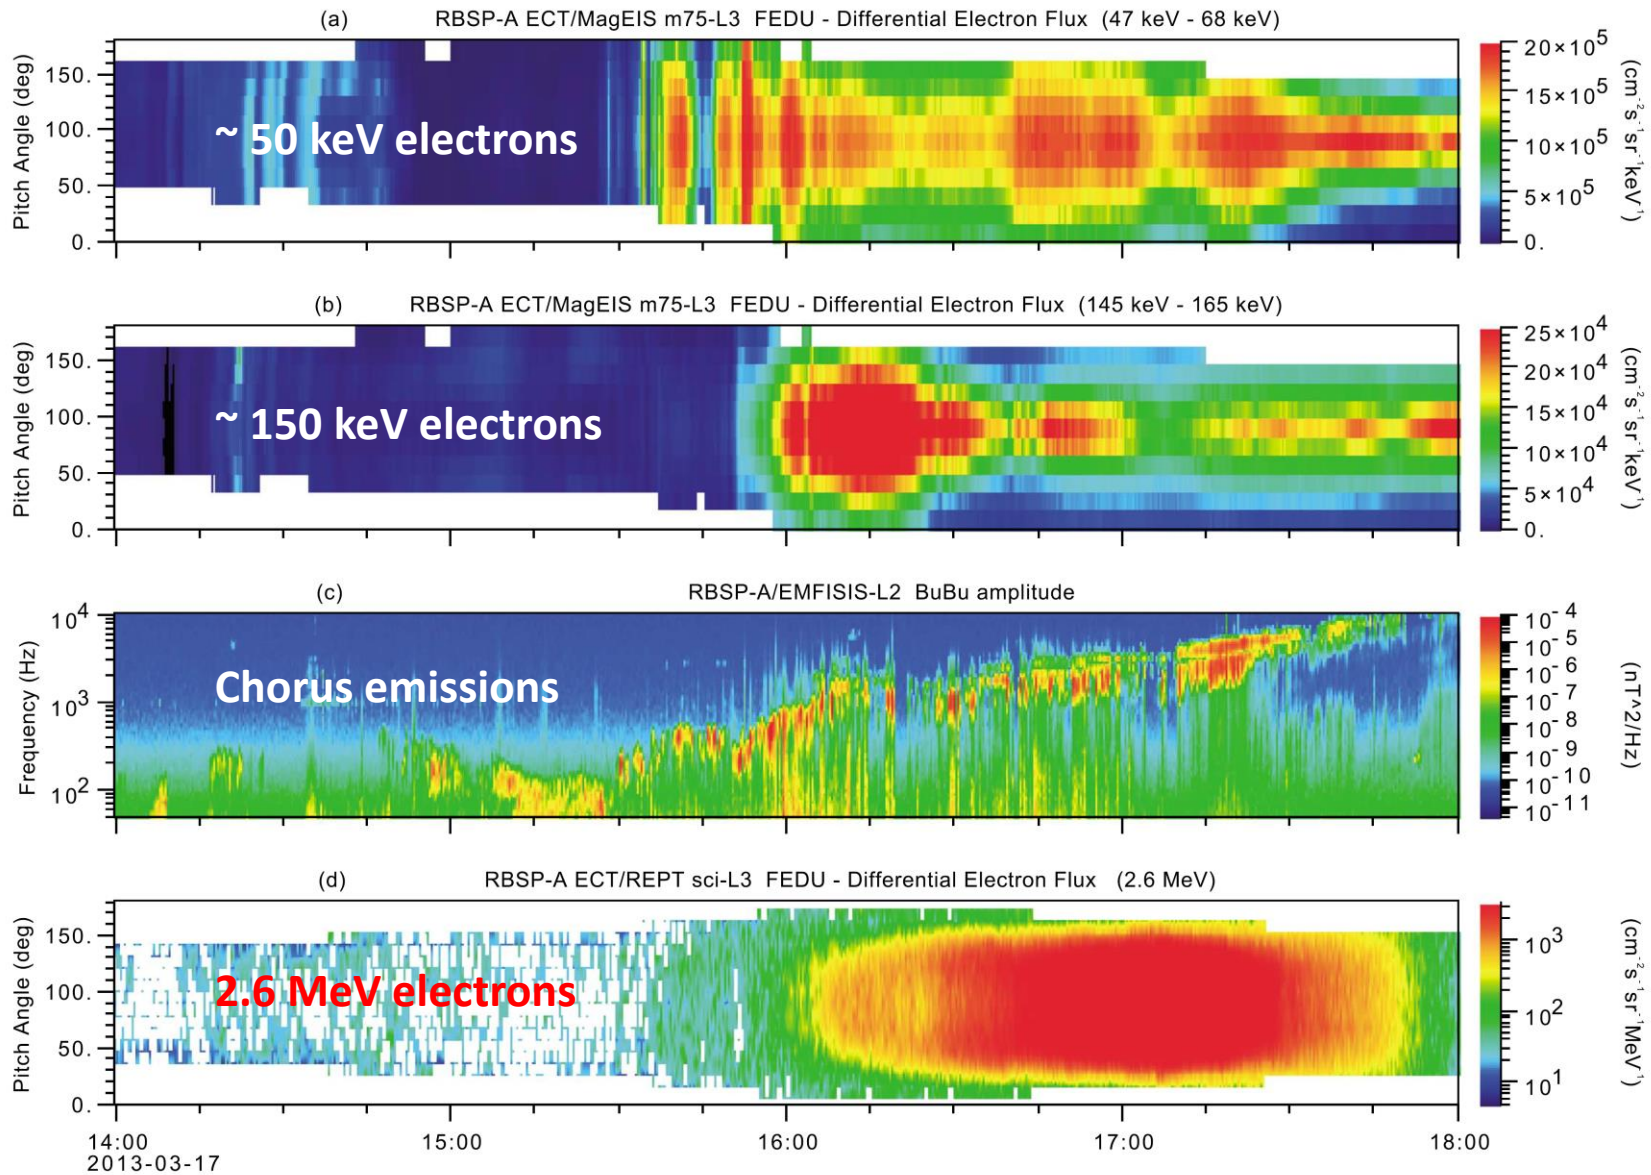 (a) RBSP-A ECT/MagEIS m75-L3 FEDU - Differential Electron Flux (47 keV - 68 keV)
Pitch Angle (deg)
150.
100.
50.
0.
~ 50 keV electrons
20×10⁵
15×10⁵
10×10⁵
5×10⁵
0.
(cm⁻²s⁻¹sr⁻¹keV⁻¹)
(b) RBSP-A ECT/MagEIS m75-L3 FEDU - Differential Electron Flux (145 keV - 165 keV)
Pitch Angle (deg)
150.
100.
50.
0.
~ 150 keV electrons
25×10⁴
20×10⁴
15×10⁴
10×10⁴
5×10⁴
0.
(cm⁻²s⁻¹sr⁻¹keV⁻¹)
(c) RBSP-A/EMFISIS-L2 BuBu amplitude
Frequency (Hz)
10⁴
10³
10²
Chorus emissions
10⁻⁴
10⁻⁵
10⁻⁶
10⁻⁷
10⁻⁸
10⁻⁹
10⁻¹⁰
10⁻¹¹
(nT^2/Hz)
(d) RBSP-A ECT/REPT sci-L3 FEDU - Differential Electron Flux (2.6 MeV)
Pitch Angle (deg)
150.
100.
50.
0.
2.6 MeV electrons
10³
10²
10¹
(cm⁻²s⁻¹sr⁻¹MeV⁻¹)
14:00 15:00 16:00 17:00 18:00
2013-03-17